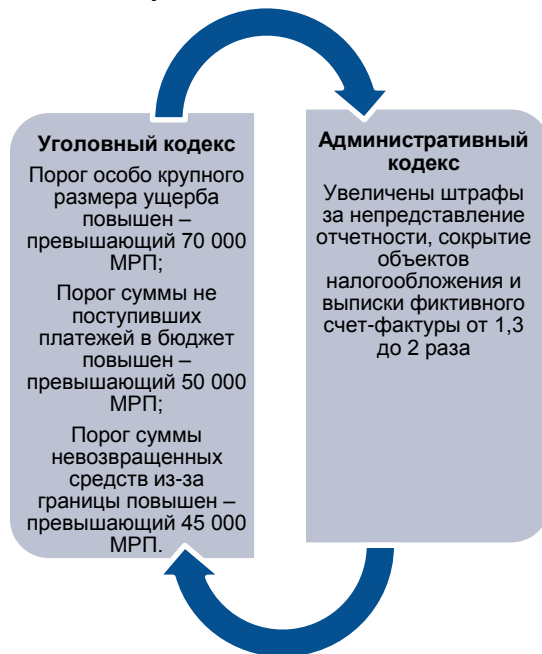 Уголовный кодекс
Порог особо крупного
размера ущерба
повышен –
превышающий 70 000
МРП;
Порог суммы не
поступивших
платежей в бюджет
повышен –
превышающий 50 000
МРП;
Порог суммы
невозвращенных
средств из-за
границы повышен –
превышающий 45 000
МРП.
Административный
кодекс
Увеличены штрафы
за непредставление
отчетности, сокрытие
объектов
налогообложения и
выписки фиктивного
счет-фактуры от 1,3
до 2 раза